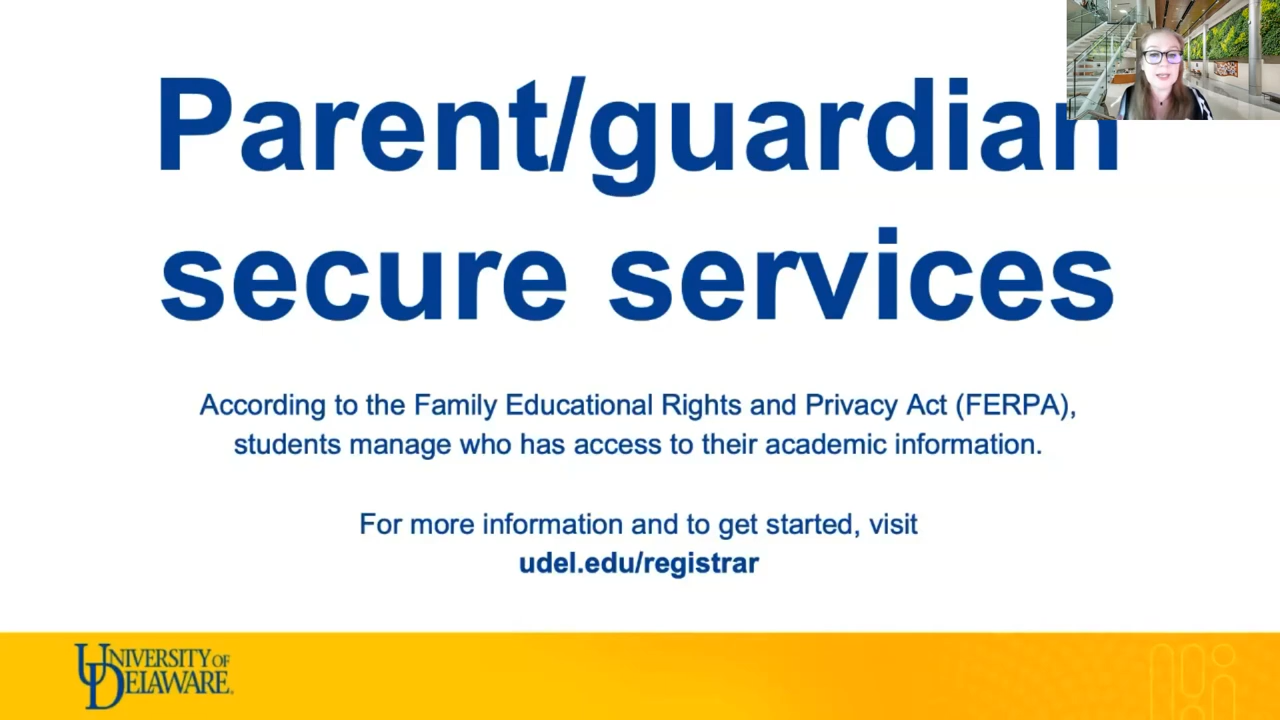 Parent/guardian
secure services
According to the Family Educational Rights and Privacy Act (FERPA),
students manage who has access to their academic information.
For more information and to get started, visit
udel.edu/registrar
UNIVERSITY OF
DELAWARE.